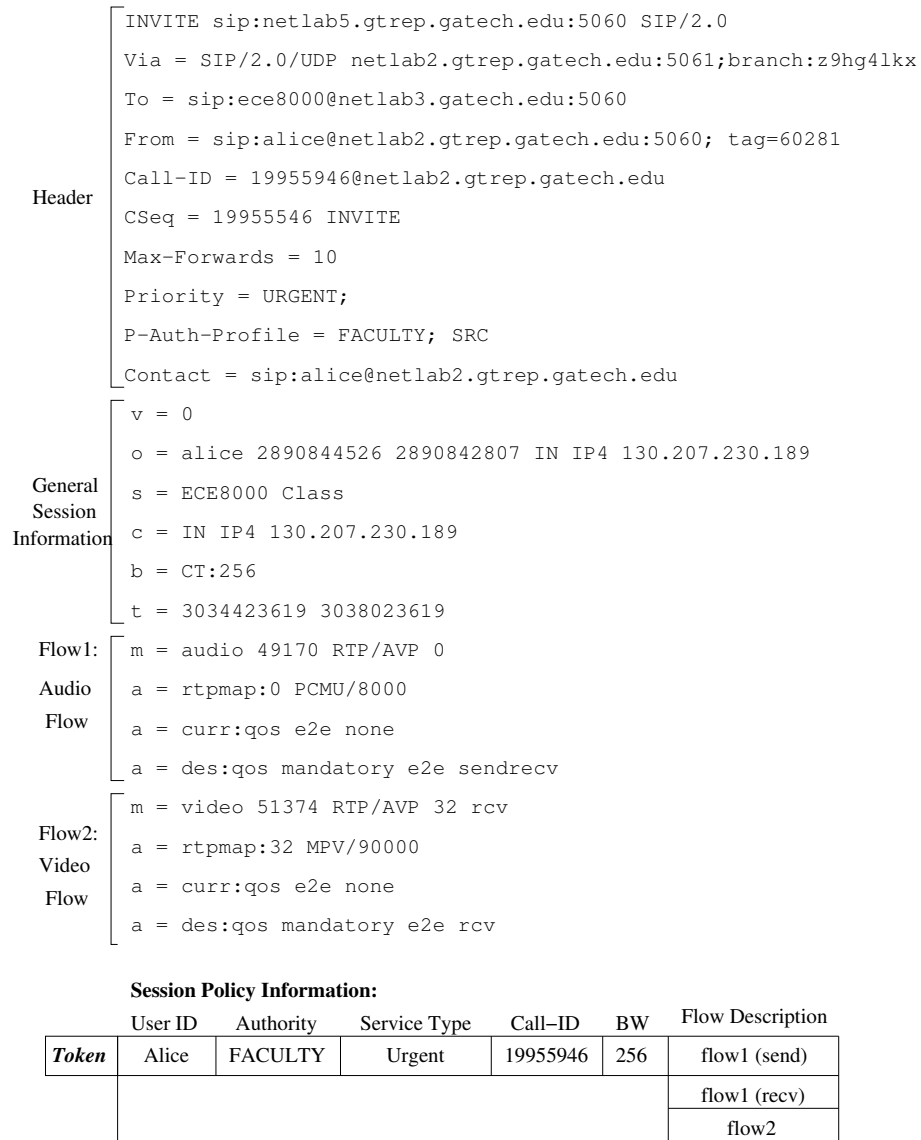 INVITE sip:netlab5.gtrep.gatech.edu:5060 SIP/2.0
Via = SIP/2.0/UDP netlab2.gtrep.gatech.edu:5061;branch:z9hg4lkx
To = sip:ece8000@netlab3.gatech.edu:5060
From = sip:alice@netlab2.gtrep.gatech.edu:5060; tag=60281
Call-ID = 19955946@netlab2.gtrep.gatech.edu
Header
CSeq = 19955546 INVITE
Max-Forwards = 10
Priority = URGENT;
P-Auth-Profile = FACULTY; SRC
Contact = sip:alice@netlab2.gtrep.gatech.edu
General
Session
Information
v = 0
o = alice 2890844526 2890842807 IN IP4 130.207.230.189
s = ECE8000 Class
c = IN IP4 130.207.230.189
b = CT:256
t = 3034423619 3038023619
Flow1:
Audio
Flow
m = audio 49170 RTP/AVP 0
a = rtpmap:0 PCMU/8000
a = curr:qos e2e none
a = des:qos mandatory e2e sendrecv
Flow2:
Video
Flow
m = video 51374 RTP/AVP 32 rcv
a = rtpmap:32 MPV/90000
a = curr:qos e2e none
a = des:qos mandatory e2e rcv
Session Policy Information:
User ID Authority Service Type Call-ID BW Flow Description
Token Alice FACULTY Urgent 19955946 256 flow1 (send)
flow1 (recv)
flow2